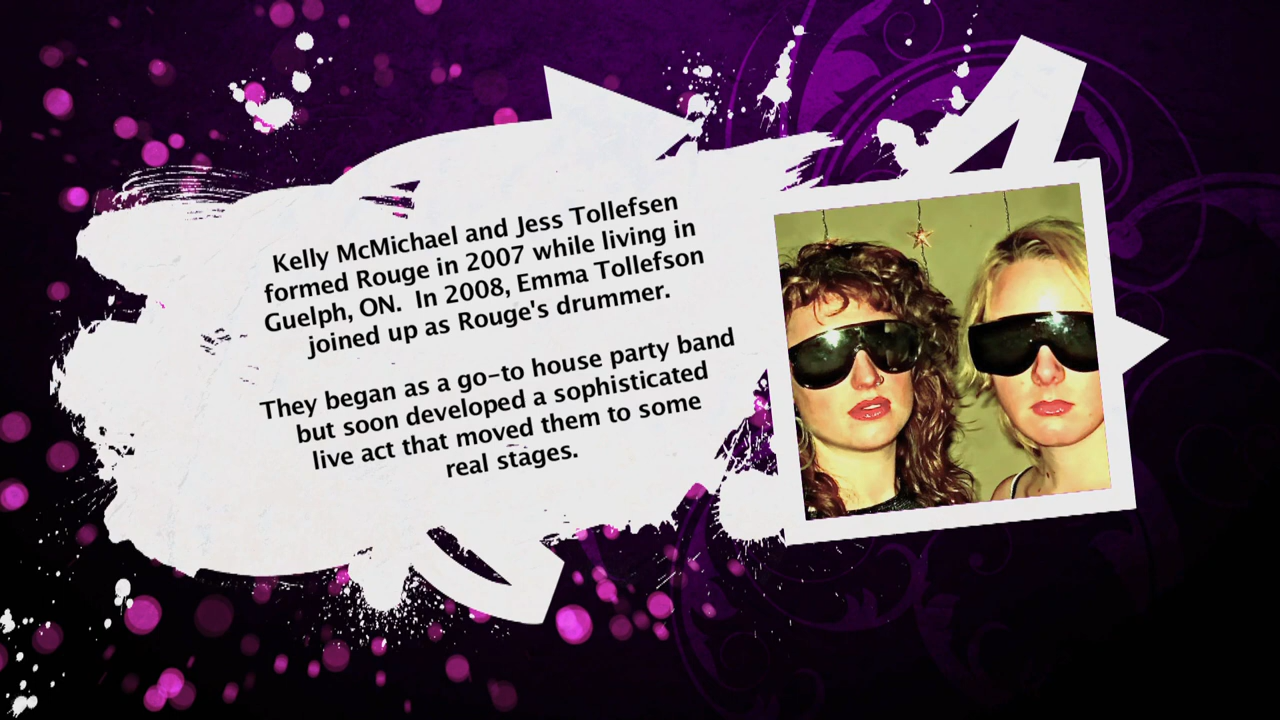 Kelly McMichael and Jess Tollefsen
formed Rouge in 2007 while living in
Guelph, ON.  In 2008, Emma Tollefson
joined up as Rouge's drummer.
They began as a go-to house party band
but soon developed a sophisticated
live act that moved them to some
real stages.